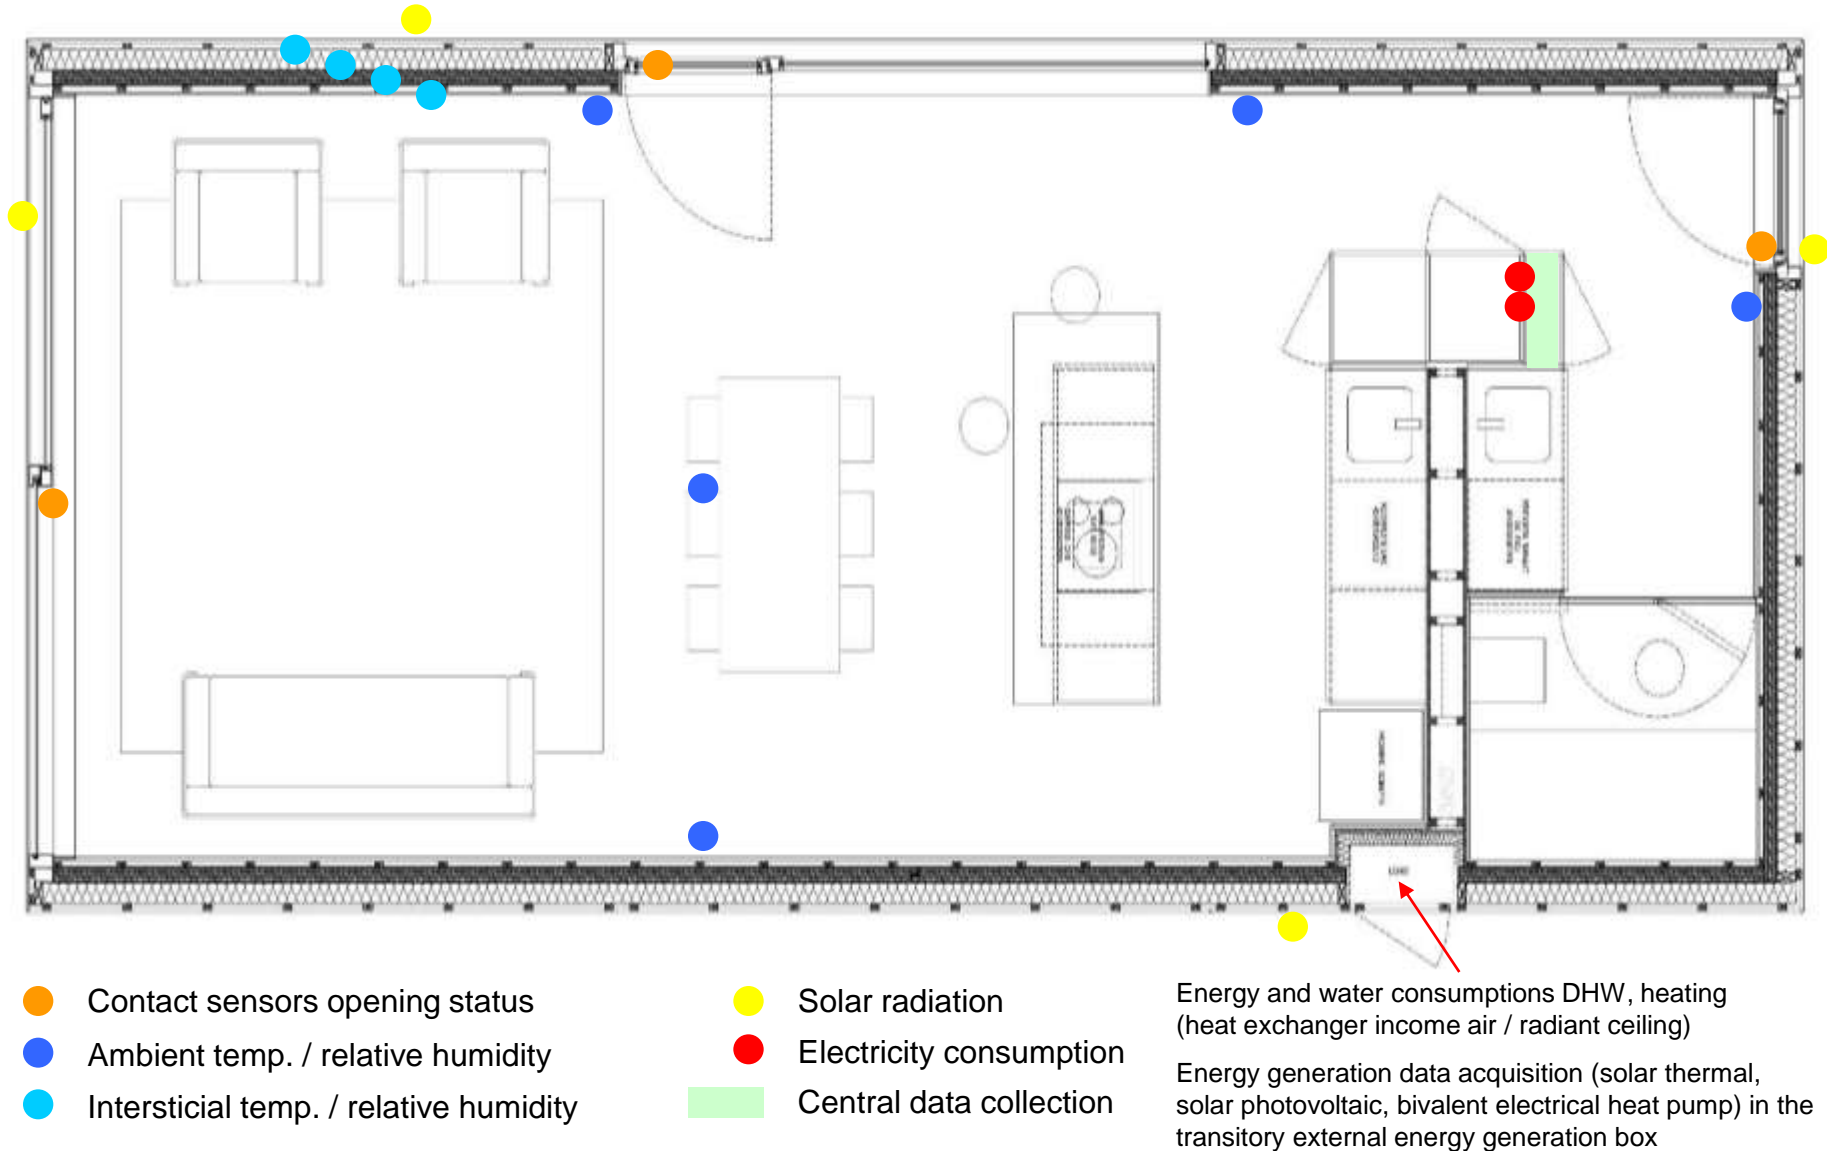 Contact sensors opening status
Ambient temp. / relative humidity
Intersticial temp. / relative humidity
Solar radiation
Electricity consumption
Central data collection
Energy and water consumptions DHW, heating
(heat exchanger income air / radiant ceiling)
Energy generation data acquisition (solar thermal,
solar photovoltaic, bivalent electrical heat pump) in the
transitory external energy generation box